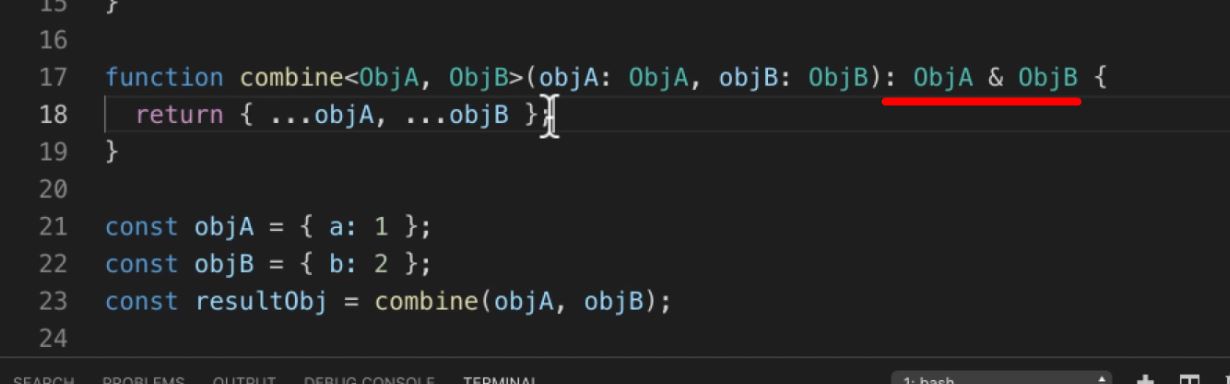 15 }
16
17 function combine<ObjA, ObjB>(objA: ObjA, objB: ObjB): ObjA & ObjB {
18 return { ...objA, ...objB };
19 }
20
21 const objA = { a: 1 };
22 const objB = { b: 2 };
23 const resultObj = combine(objA, objB);
24
SEARCH PROBLEMS OUTPUT DEBUG CONSOLE TERMINAL 1: bash